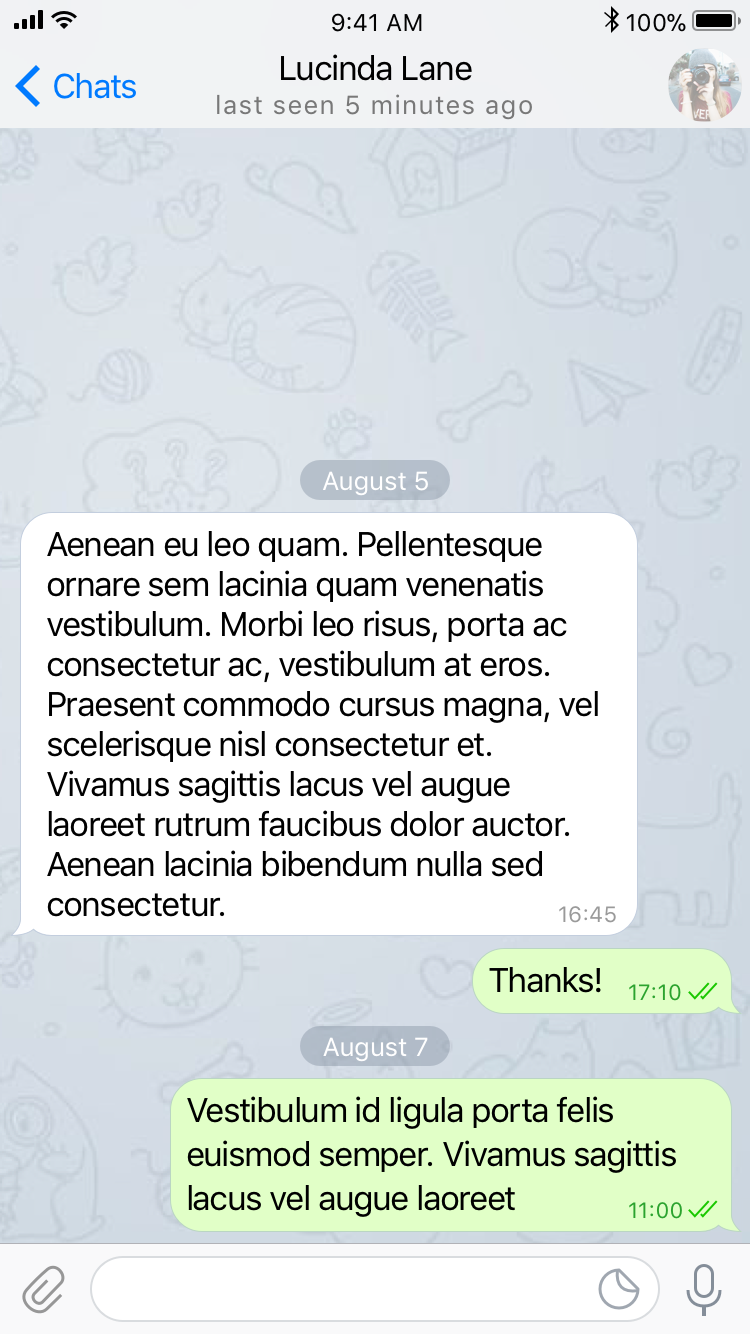 9:41 AM
100%
Chats
Lucinda Lane
last seen 5 minutes ago
August 5
Aenean eu leo quam. Pellentesque
ornare sem lacinia quam venenatis
vestibulum. Morbi leo risus, porta ac
consectetur ac, vestibulum at eros.
Praesent commodo cursus magna, vel
scelerisque nisl consectetur et.
Vivamus sagittis lacus vel augue
laoreet rutrum faucibus dolor auctor.
Aenean lacinia bibendum nulla sed
consectetur.
16:45
Thanks!
17:10
August 7
Vestibulum id ligula porta felis
euismod semper. Vivamus sagittis
lacus vel augue laoreet
11:00